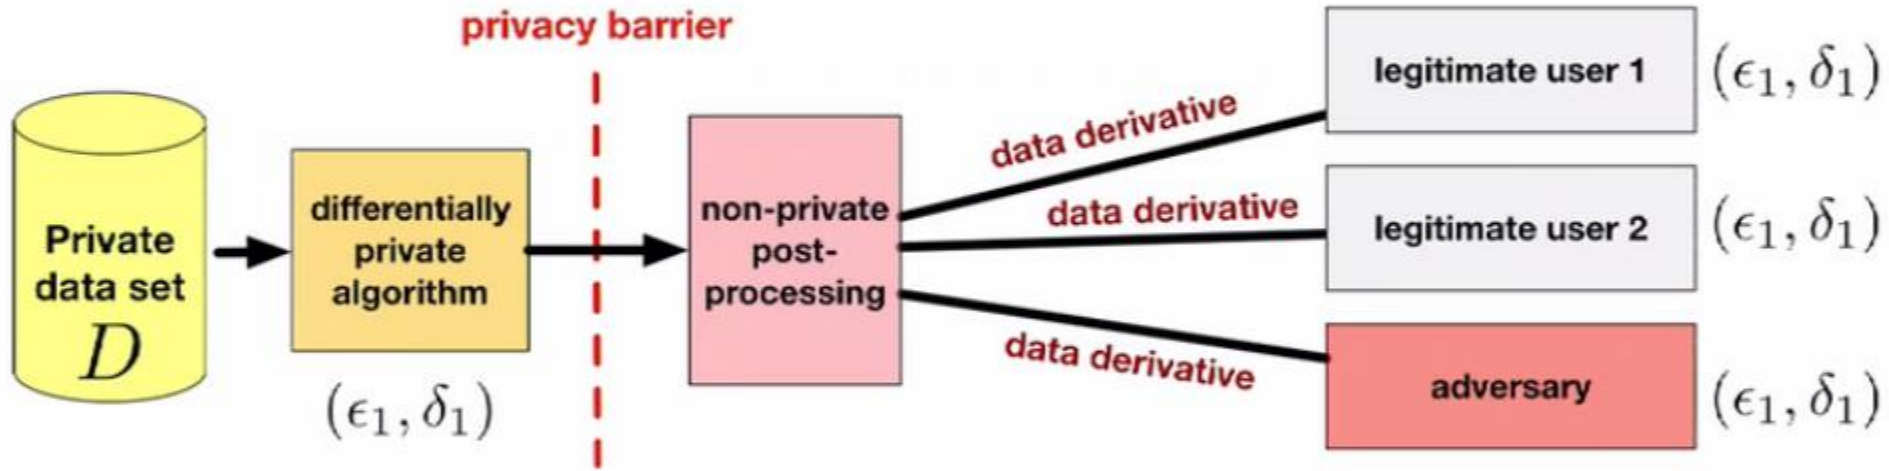 privacy barrier
Private
data set
D
differentially
private
algorithm
(ϵ₁, δ₁)
non-private
post-
processing
data derivative
data derivative
data derivative
legitimate user 1
(ϵ₁, δ₁)
legitimate user 2
(ϵ₁, δ₁)
adversary
(ϵ₁, δ₁)